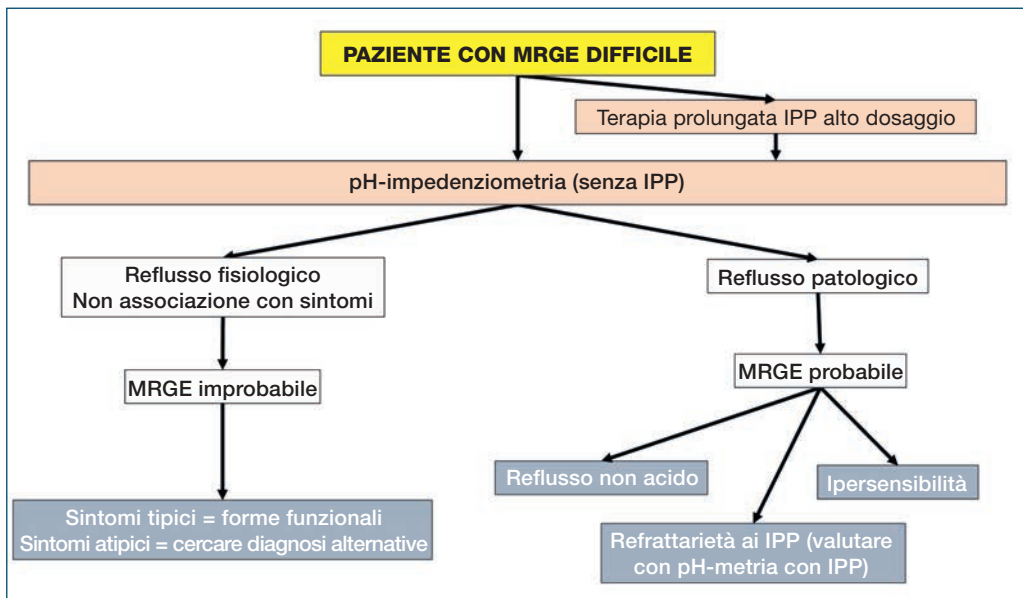 PAZIENTE CON MRGE DIFFICILE
Terapia prolungata IPP alto dosaggio
pH-impedenziometria (senza IPP)
Reflusso fisiologico
Non associazione con sintomi
Reflusso patologico
MRGE improbabile
MRGE probabile
Reflusso non acido
Ipersensibilità
Sintomi tipici = forme funzionali
Sintomi atipici = cercare diagnosi alternative
Refrattarietà ai IPP (valutare
con pH-metria con IPP)